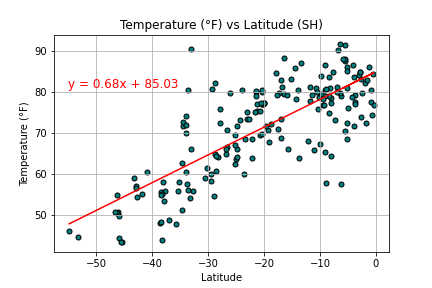 Temperature (°F) vs Latitude (SH)
90
80
70
60
50
Temperature (°F)
y = 0.68x + 85.03
−50
−40
−30
−20
−10
0
Latitude